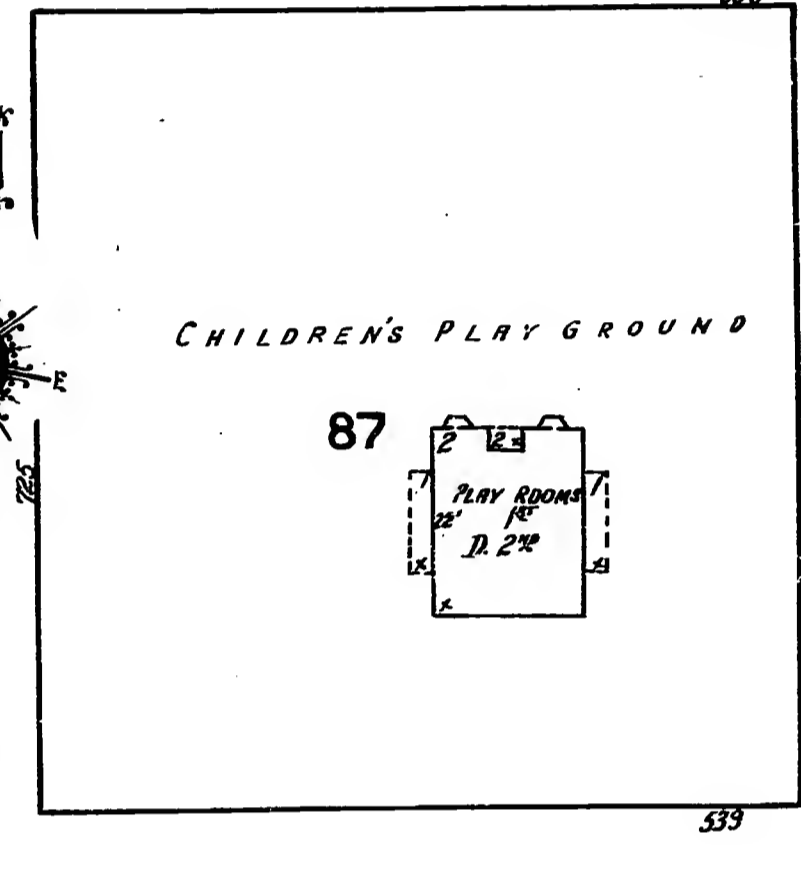 CHILDREN'S PLAY GROUND
E
87
2
2 x
1
1
PLAY ROOMS
22' 1ST
D. 2ND
x
x
x
725
539